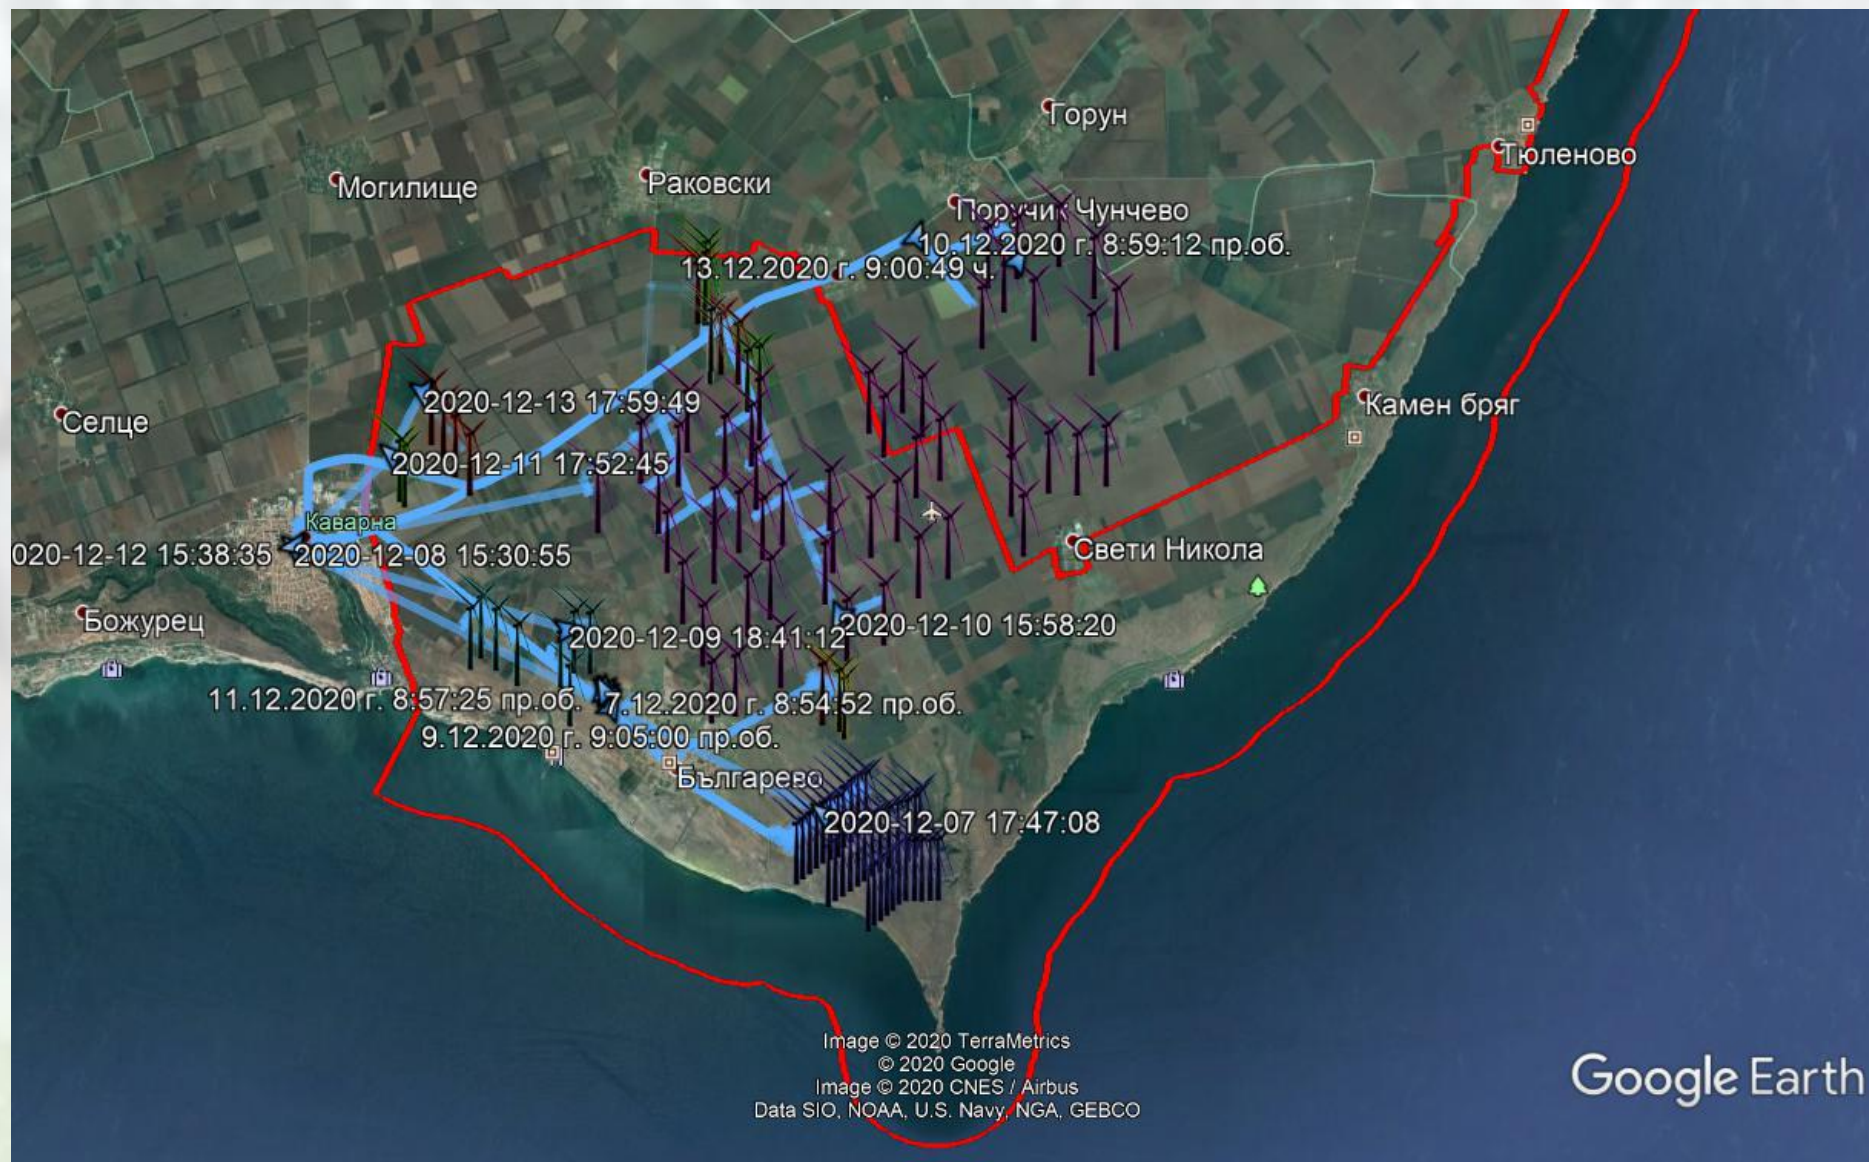 Горун
Тюленово
Могилище
Раковски
Поручик Чунчево
10.12.2020 г. 8:59:12 пр.об.
13.12.2020 г. 9:00:49 ч.
2020-12-13 17:59:49
Камен бряг
Селце
2020-12-11 17:52:45
Каварна
020-12-12 15:38:35
2020-12-08 15:30:55
Свети Никола
Божурец
2020-12-09 18:41:12
2020-12-10 15:58:20
11.12.2020 г. 8:57:25 пр.об.
7.12.2020 г. 8:54:52 пр.об.
9.12.2020 г. 9:05:00 пр.об.
Българево
2020-12-07 17:47:08
Image © 2020 TerraMetrics
© 2020 Google
Image © 2020 CNES / Airbus
Data SIO, NOAA, U.S. Navy, NGA, GEBCO
Google Earth